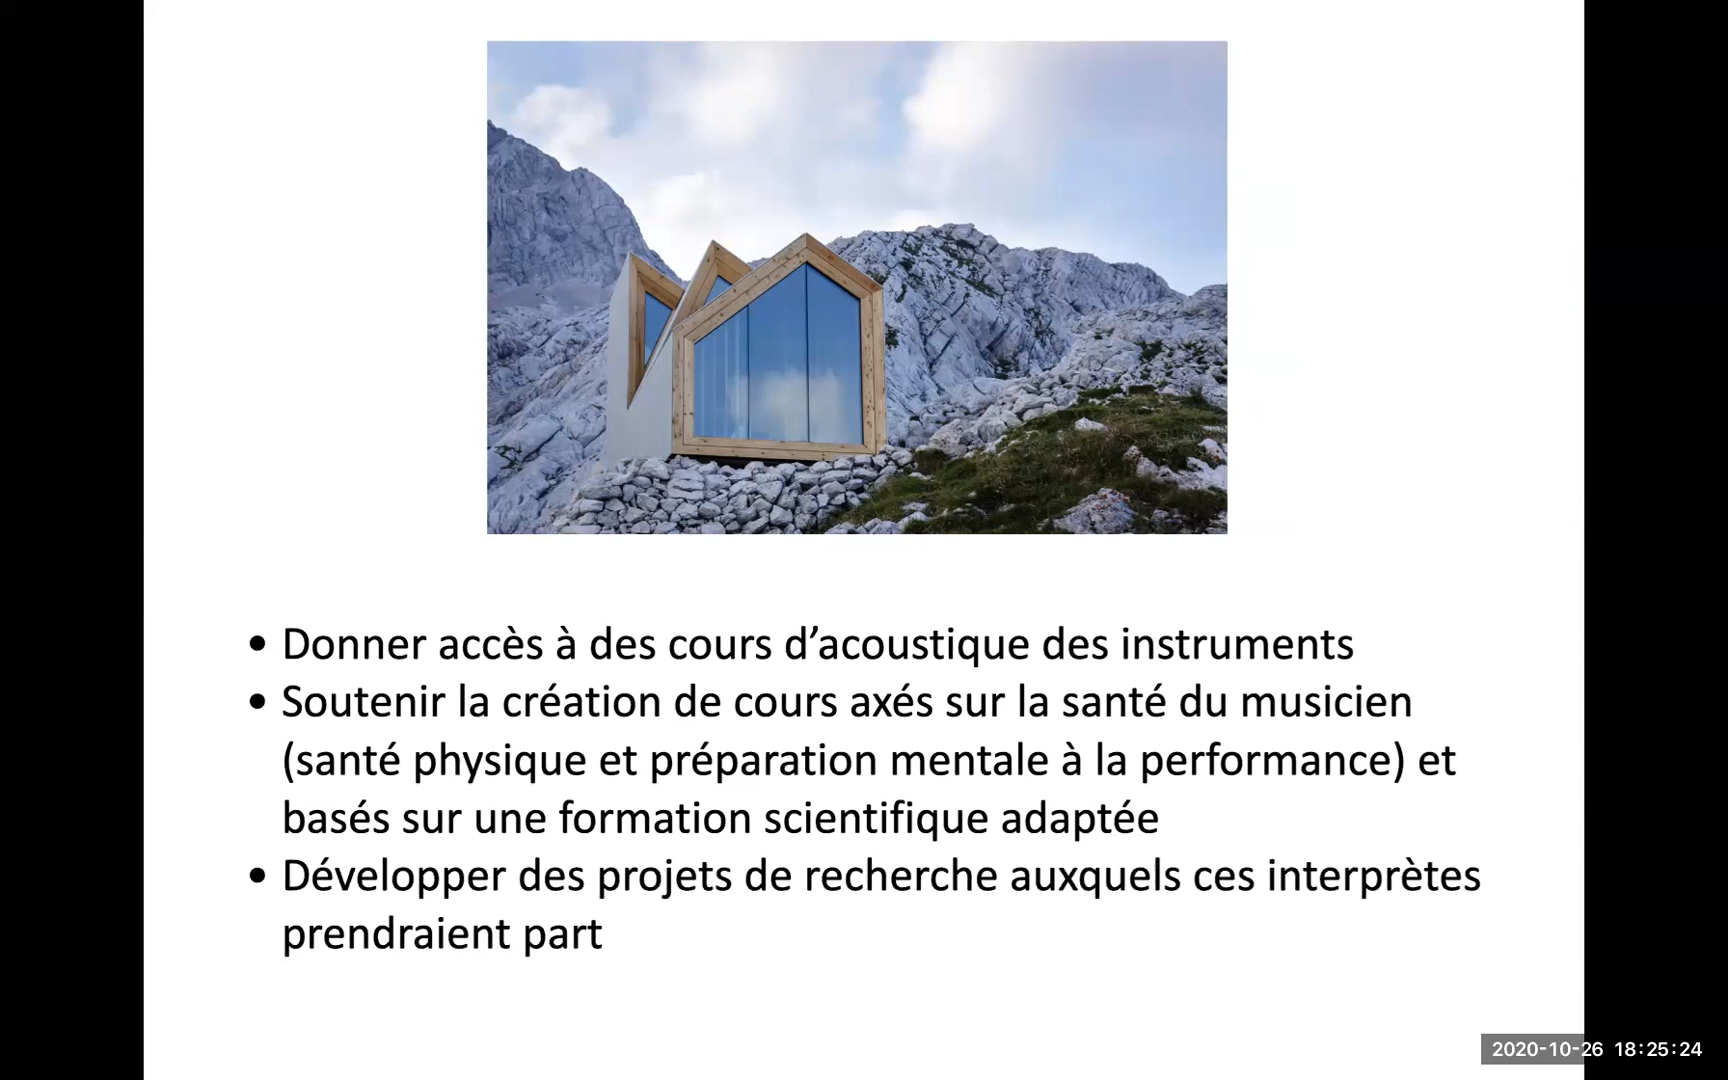 • Donner accès à des cours d’acoustique des instruments
• Soutenir la création de cours axés sur la santé du musicien
(santé physique et préparation mentale à la performance) et
basés sur une formation scientifique adaptée
• Développer des projets de recherche auxquels ces interprètes
prendraient part
2020-10-26 18:25:24